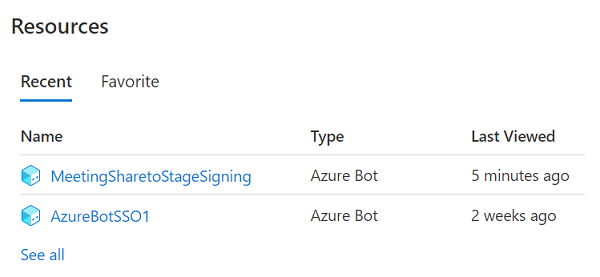 Resources
Recent Favorite
Name Type Last Viewed
MeetingSharetoStageSigning Azure Bot 5 minutes ago
AzureBotSSO1 Azure Bot 2 weeks ago
See all